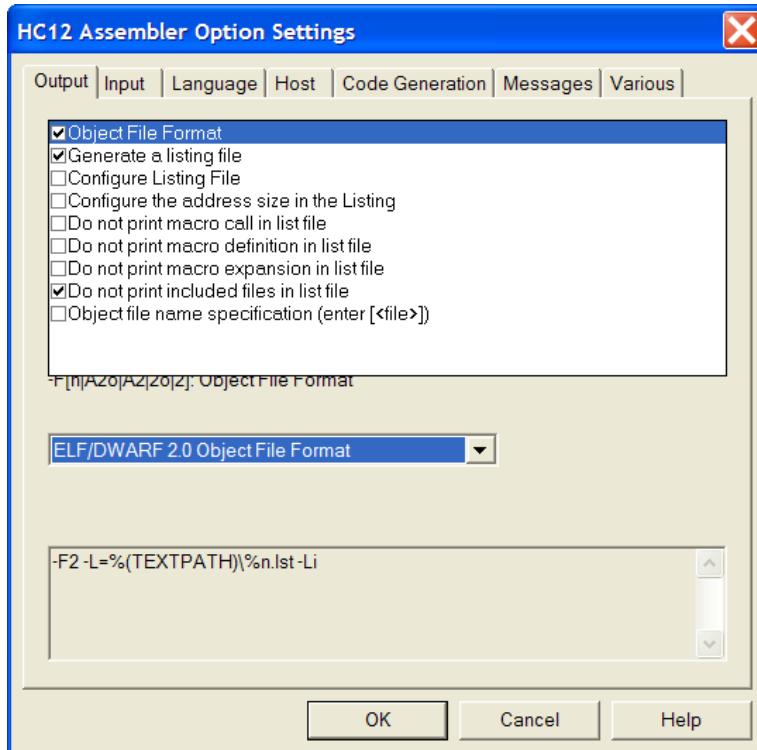 HC12 Assembler Option Settings
Output Input Language Host Code Generation Messages Various
Object File Format
Generate a listing file
Configure Listing File
Configure the address size in the Listing
Do not print macro call in list file
Do not print macro definition in list file
Do not print macro expansion in list file
Do not print included files in list file
Object file name specification (enter [<file>])
-F[h|A2o|A2|2o|2]: Object File Format
ELF/DWARF 2.0 Object File Format
-F2 -L=%(TEXTPATH)\%n.lst -Li
OK Cancel Help